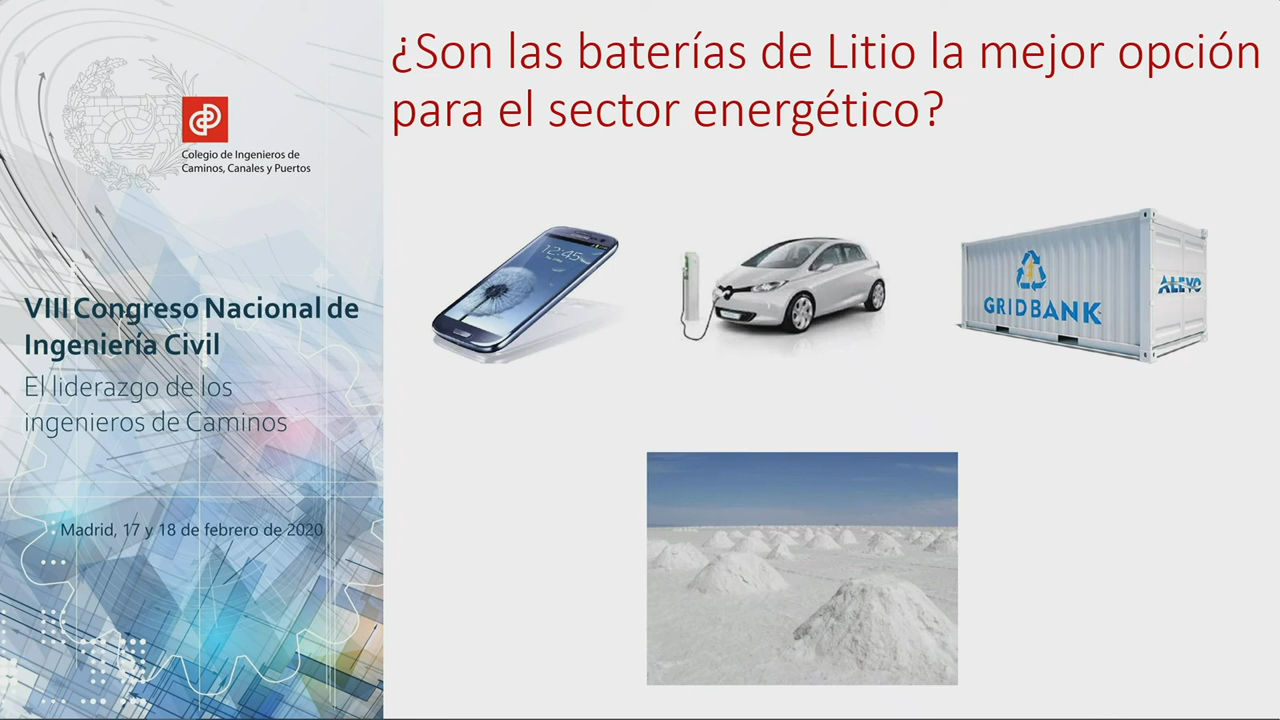 Colegio de Ingenieros de
Caminos, Canales y Puertos
VIII Congreso Nacional de
Ingeniería Civil
El liderazgo de los
ingenieros de Caminos
Madrid, 17 y 18 de febrero de 2020
¿Son las baterías de Litio la mejor opción
para el sector energético?
12:45
GRIDBANK
ALEVO